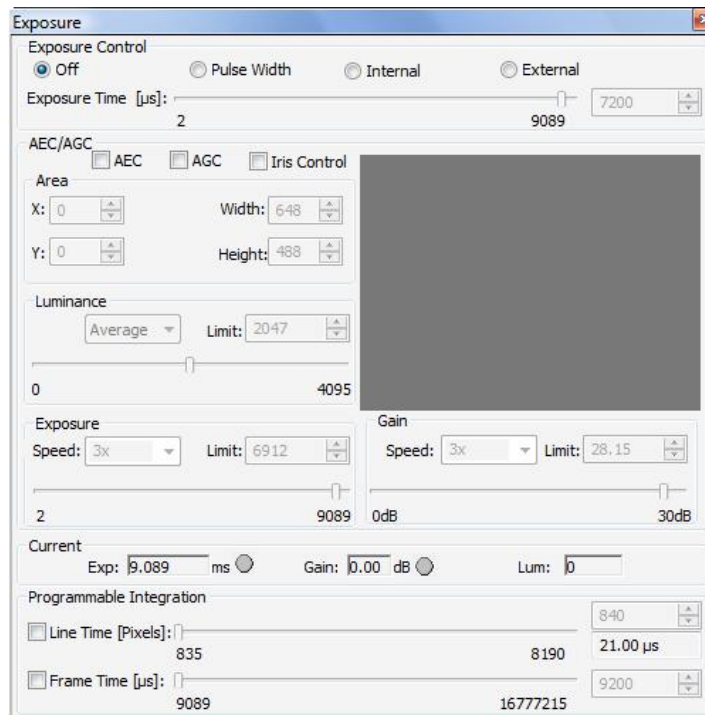 Exposure
Exposure Control
Off Pulse Width Internal External
Exposure Time [µs]: 7200
2 9089
AEC/AGC
AEC AGC Iris Control
Area
X: 0 Width: 648
Y: 0 Height: 488
Luminance
Average Limit: 2047
0 4095
Exposure Gain
Speed: 3x Limit: 6912 Speed: 3x Limit: 28.15
2 9089 0dB 30dB
Current
Exp: 9.089 ms Gain: 0.00 dB Lum: 0
Programmable Integration
840
Line Time [Pixels]:
835 8190 21.00 µs
Frame Time [µs]: 9200
9089 16777215